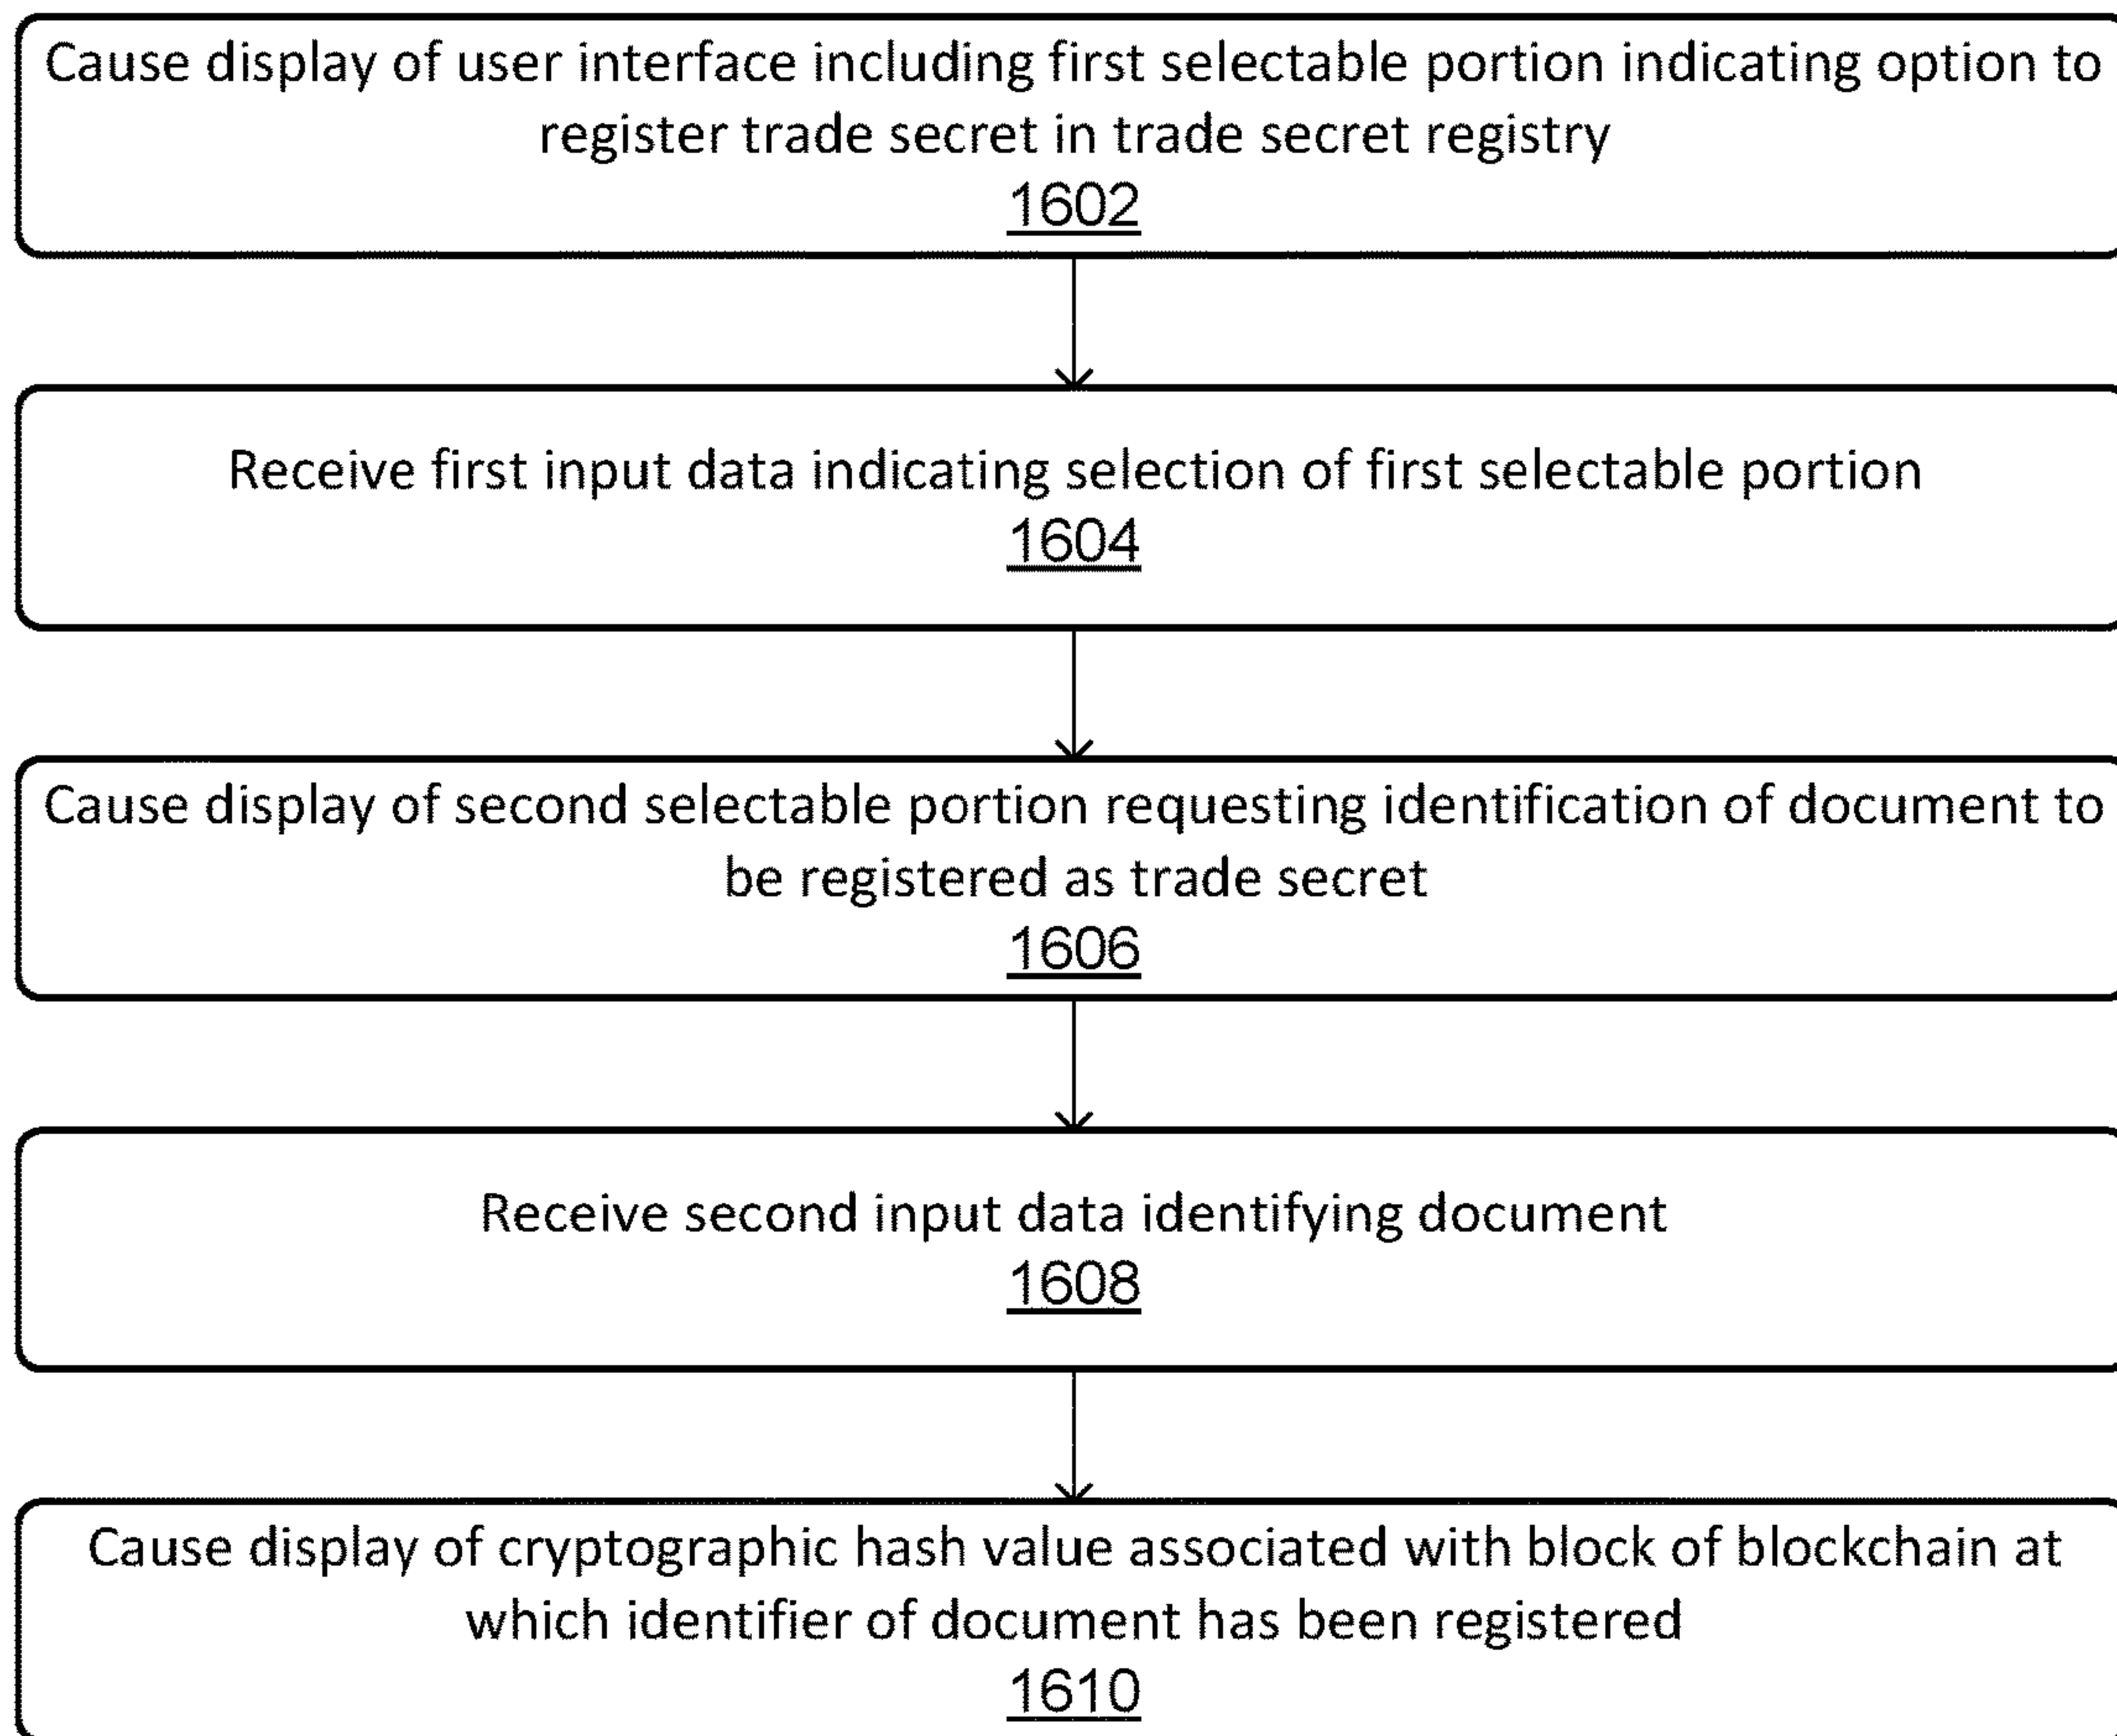 Cause display of user interface including first selectable portion indicating option to
register trade secret in trade secret registry
1602
Receive first input data indicating selection of first selectable portion
1604
Cause display of second selectable portion requesting identification of document to
be registered as trade secret
1606
Receive second input data identifying document
1608
Cause display of cryptographic hash value associated with block of blockchain at
which identifier of document has been registered
1610